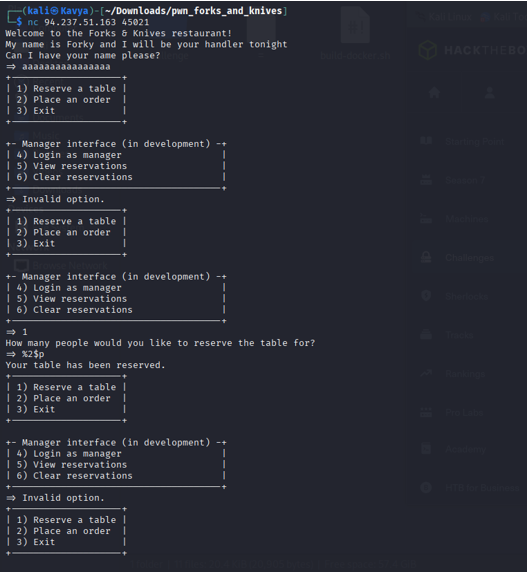 ┌──(kali㉿Kavya)-[~/Downloads/pwn_forks_and_knives]
└─$ nc 94.237.51.163 45021
Welcome to the Forks & Knives restaurant!
My name is Forky and I will be your handler tonight
Can I have your name please?
⇒ aaaaaaaaaaaaaaaa
+--------------------+
| 1) Reserve a table |
| 2) Place an order  |
| 3) Exit            |
+--------------------+
+- Manager interface (in development) -+
| 4) Login as manager                  |
| 5) View reservations                 |
| 6) Clear reservations                |
+--------------------------------------+
⇒ Invalid option.
+--------------------+
| 1) Reserve a table |
| 2) Place an order  |
| 3) Exit            |
+--------------------+
+- Manager interface (in development) -+
| 4) Login as manager                  |
| 5) View reservations                 |
| 6) Clear reservations                |
+--------------------------------------+
⇒ 1
How many people would you like to reserve the table for?
⇒ %2$p
Your table has been reserved.
+--------------------+
| 1) Reserve a table |
| 2) Place an order  |
| 3) Exit            |
+--------------------+
+- Manager interface (in development) -+
| 4) Login as manager                  |
| 5) View reservations                 |
| 6) Clear reservations                |
+--------------------------------------+
⇒ Invalid option.
+--------------------+
| 1) Reserve a table |
| 2) Place an order  |
| 3) Exit            |
+--------------------+
HACKTHEBO